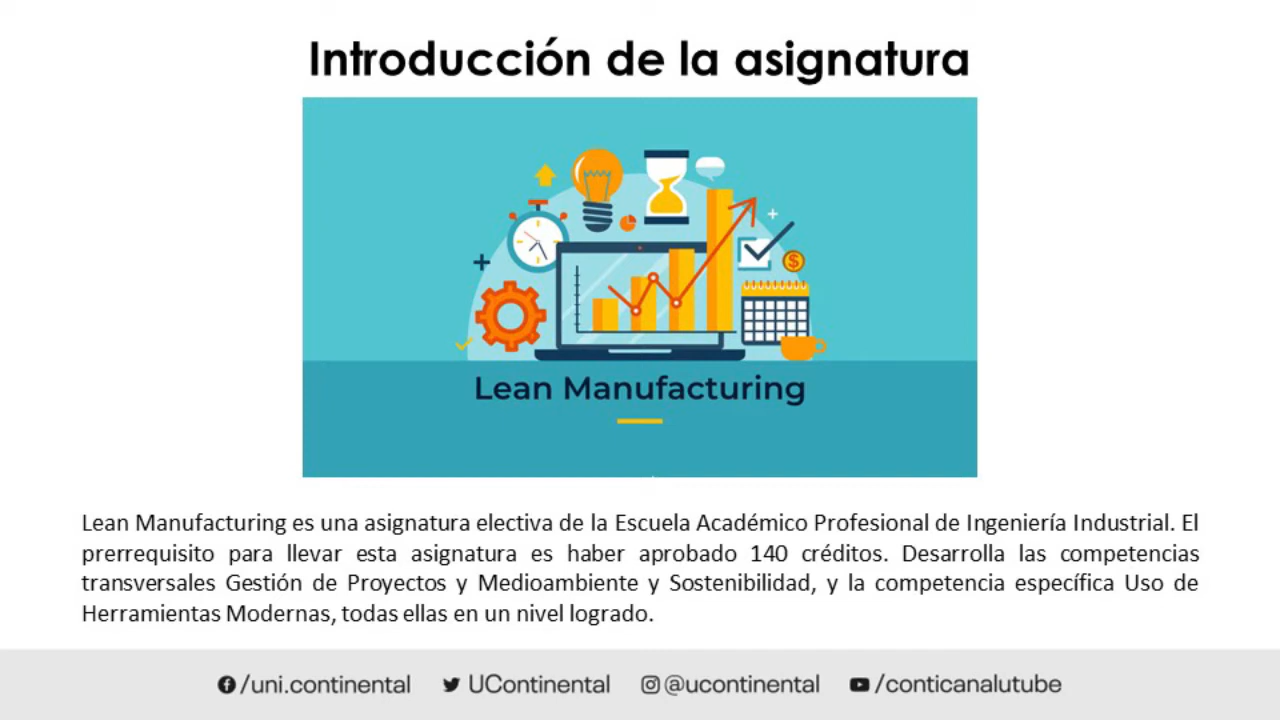 Introducción de la asignatura
Lean Manufacturing
Lean Manufacturing es una asignatura electiva de la Escuela Académico Profesional de Ingeniería Industrial. El
prerrequisito para llevar esta asignatura es haber aprobado 140 créditos. Desarrolla las competencias
transversales Gestión de Proyectos y Medioambiente y Sostenibilidad, y la competencia específica Uso de
Herramientas Modernas, todas ellas en un nivel logrado.
/uni.continental UContinental @ucontinental /conticanalutube